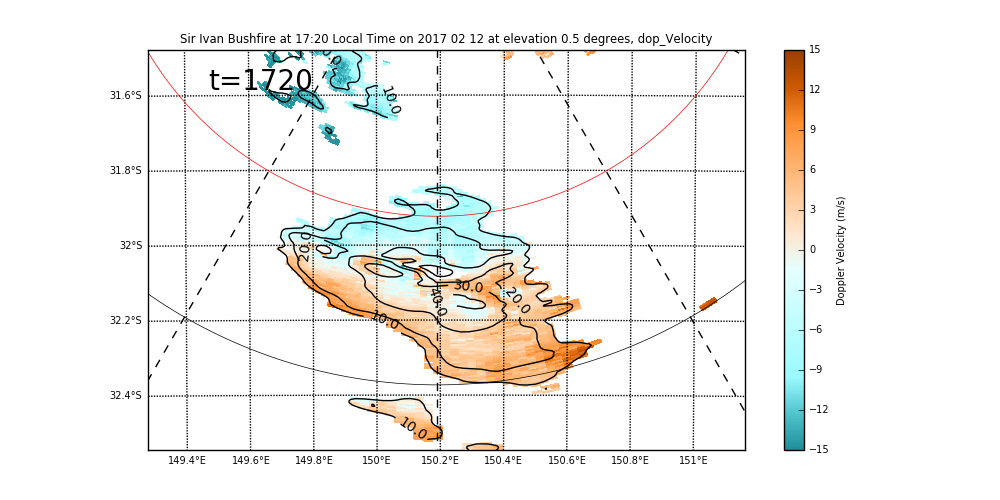 Sir Ivan Bushfire at 17:20 Local Time on 2017 02 12 at elevation 0.5 degrees, dop_Velocity
t=1720
10.0
20.0
30.0
40.0
20.0
10.0
10.0
31.6°S
31.8°S
32°S
32.2°S
32.4°S
149.4°E 149.6°E 149.8°E 150°E 150.2°E 150.4°E 150.6°E 150.8°E 151°E
15
12
9
6
3
0
−3
−6
−9
−12
−15
Doppler Velocity (m/s)